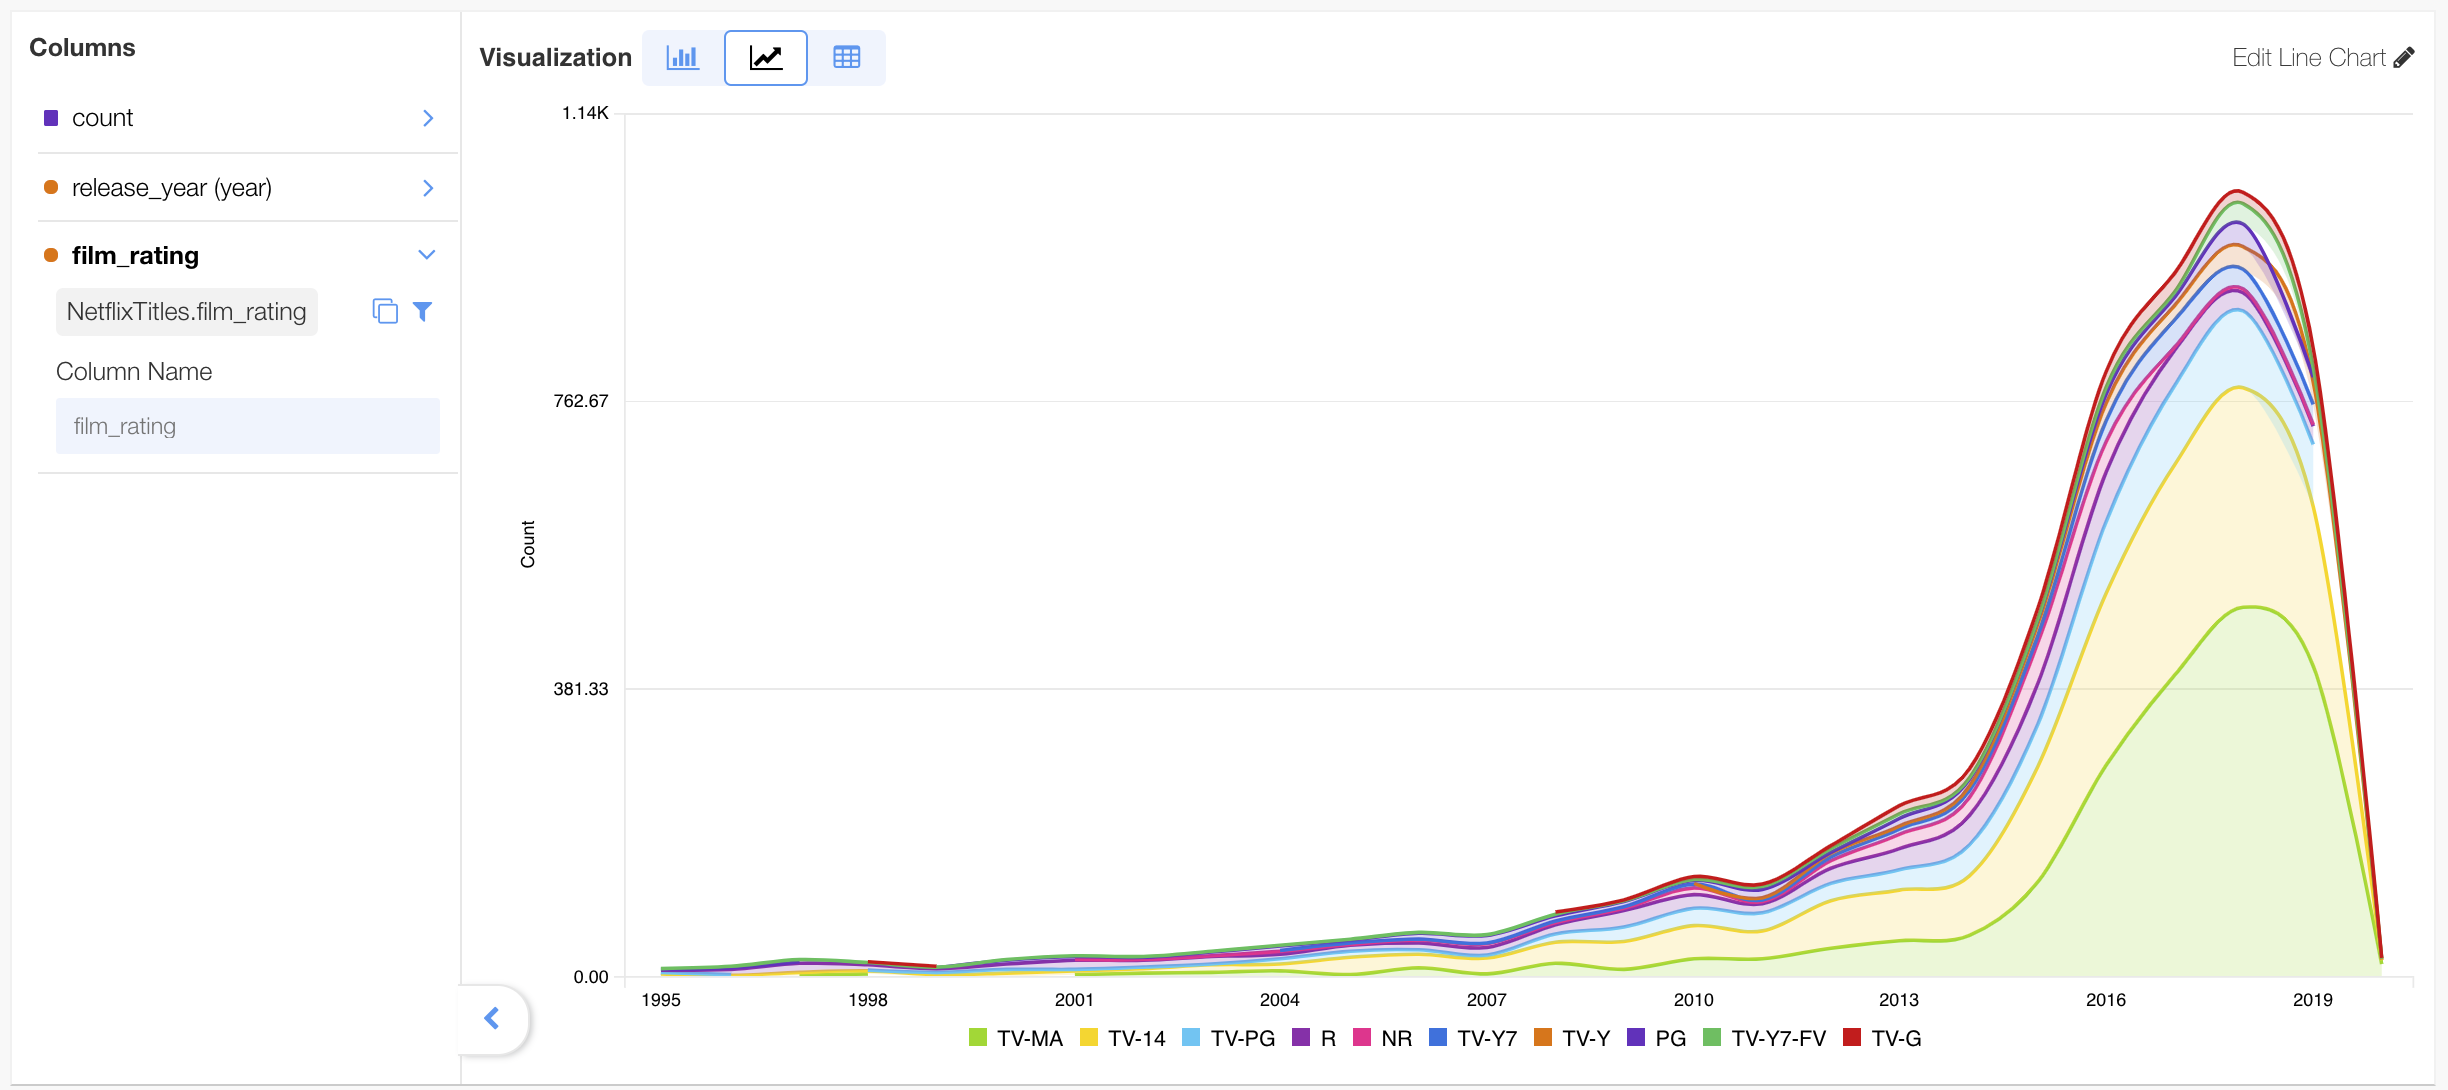 Columns
count
release_year (year)
film_rating
NetflixTitles.film_rating
Column Name
film_rating
Visualization
Edit Line Chart
1.14K
762.67
381.33
0.00
Count
1995 1998 2001 2004 2007 2010 2013 2016 2019
TV-MA TV-14 TV-PG R NR TV-Y7 TV-Y PG TV-Y7-FV TV-G